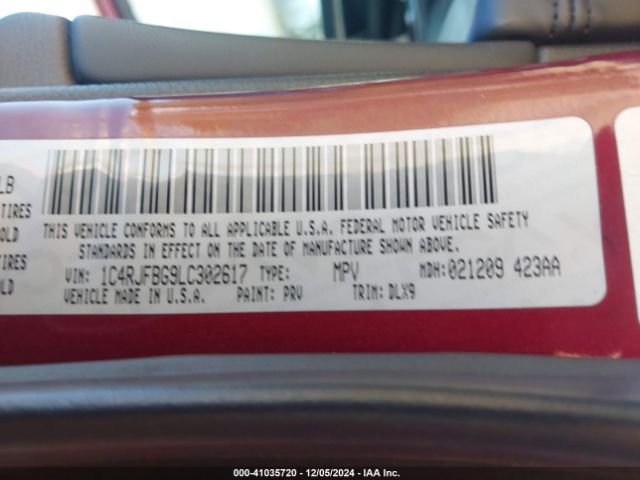 LB
TIRES
OLD
TIRES
OLD
THIS VEHICLE CONFORMS TO ALL APPLICABLE U.S.A. FEDERAL MOTOR VEHICLE SAFETY
STANDARDS IN EFFECT ON THE DATE OF MANUFACTURE SHOWN ABOVE.
VIN: 1C4RJFBG9LC302617 TYPE: MPV MDH:021209 423AA
VEHICLE MADE IN U.S.A. PAINT: PRV TRIM: DLX9
000-41035720 - 12/05/2024 - IAA Inc.